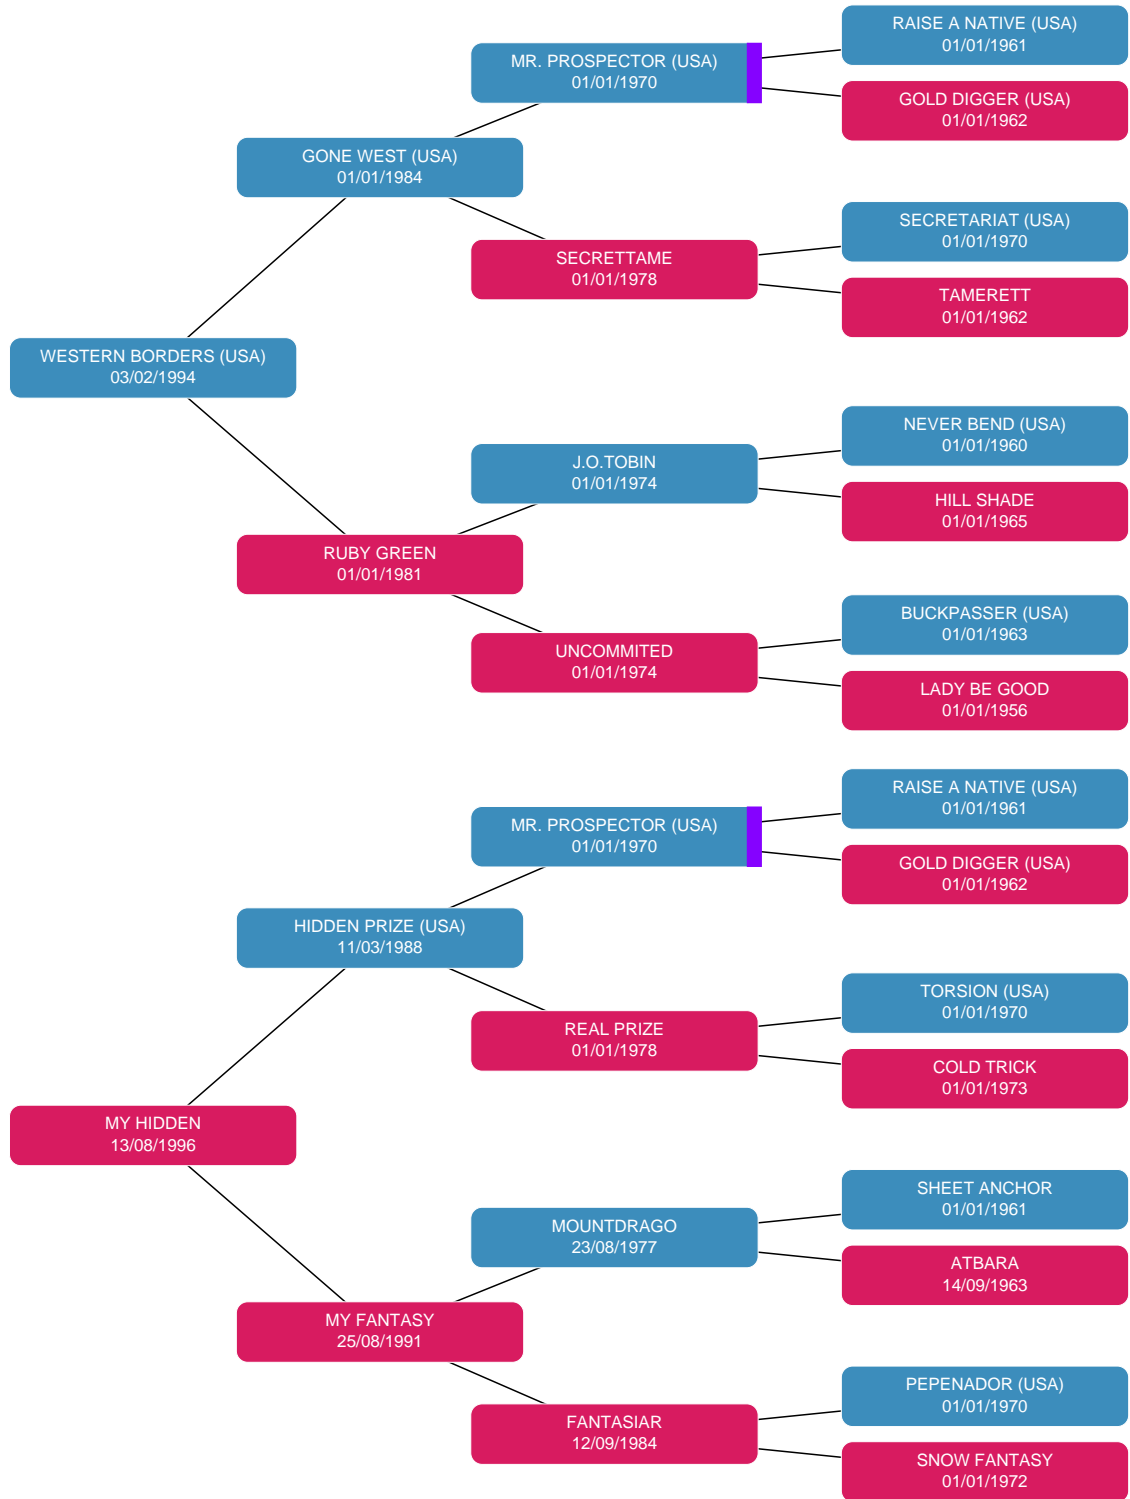 RAISE A NATIVE (USA)
01/01/1961
MR. PROSPECTOR (USA)
01/01/1970
GOLD DIGGER (USA)
01/01/1962
GONE WEST (USA)
01/01/1984
SECRETARIAT (USA)
01/01/1970
SECRETTAME
01/01/1978
TAMERETT
01/01/1962
WESTERN BORDERS (USA)
03/02/1994
NEVER BEND (USA)
01/01/1960
J.O.TOBIN
01/01/1974
HILL SHADE
01/01/1965
RUBY GREEN
01/01/1981
BUCKPASSER (USA)
01/01/1963
UNCOMMITED
01/01/1974
LADY BE GOOD
01/01/1956
RAISE A NATIVE (USA)
01/01/1961
MR. PROSPECTOR (USA)
01/01/1970
GOLD DIGGER (USA)
01/01/1962
HIDDEN PRIZE (USA)
11/03/1988
TORSION (USA)
01/01/1970
REAL PRIZE
01/01/1978
COLD TRICK
01/01/1973
MY HIDDEN
13/08/1996
SHEET ANCHOR
01/01/1961
MOUNTDRAGO
23/08/1977
ATBARA
14/09/1963
MY FANTASY
25/08/1991
PEPENADOR (USA)
01/01/1970
FANTASIAR
12/09/1984
SNOW FANTASY
01/01/1972